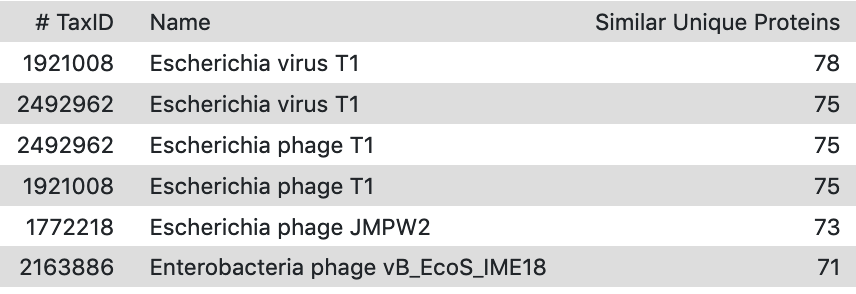 # TaxID Name Similar Unique Proteins
1921008 Escherichia virus T1 78
2492962 Escherichia virus T1 75
2492962 Escherichia phage T1 75
1921008 Escherichia phage T1 75
1772218 Escherichia phage JMPW2 73
2163886 Enterobacteria phage vB_EcoS_IME18 71